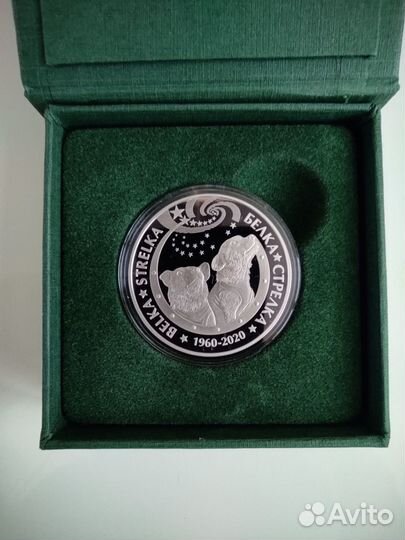 BELKA ★ STRELKA
БЕЛКА ★ СТРЕЛКА
★ 1960-2020 ★
Avito